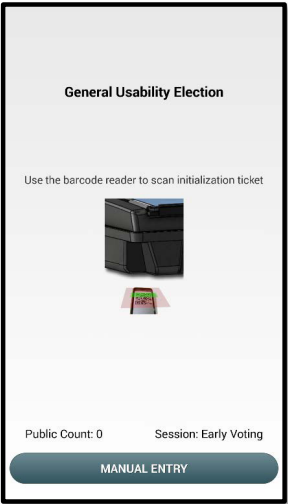 General Usability Election
Use the barcode reader to scan initialization ticket
Public Count: 0 Session: Early Voting
MANUAL ENTRY